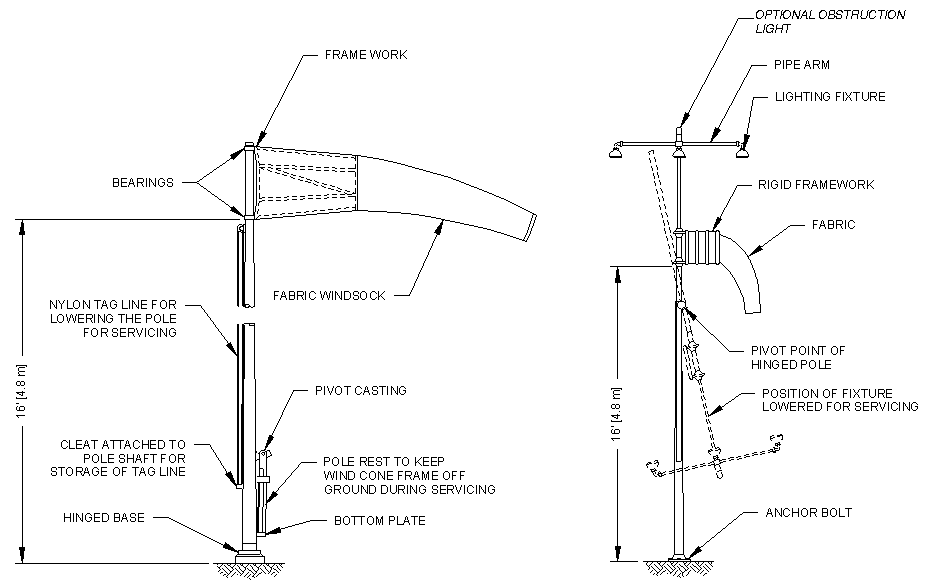 FRAME WORK
BEARINGS
FABRIC WINDSOCK
NYLON TAG LINE FOR
LOWERING THE POLE
FOR SERVICING
16' [4.8 m]
PIVOT CASTING
CLEAT ATTACHED TO
POLE SHAFT FOR
STORAGE OF TAG LINE
POLE REST TO KEEP
WIND CONE FRAME OFF
GROUND DURING SERVICING
HINGED BASE
BOTTOM PLATE
OPTIONAL OBSTRUCTION
LIGHT
PIPE ARM
LIGHTING FIXTURE
RIGID FRAMEWORK
FABRIC
PIVOT POINT OF
HINGED POLE
16' [4.8 m]
POSITION OF FIXTURE
LOWERED FOR SERVICING
ANCHOR BOLT